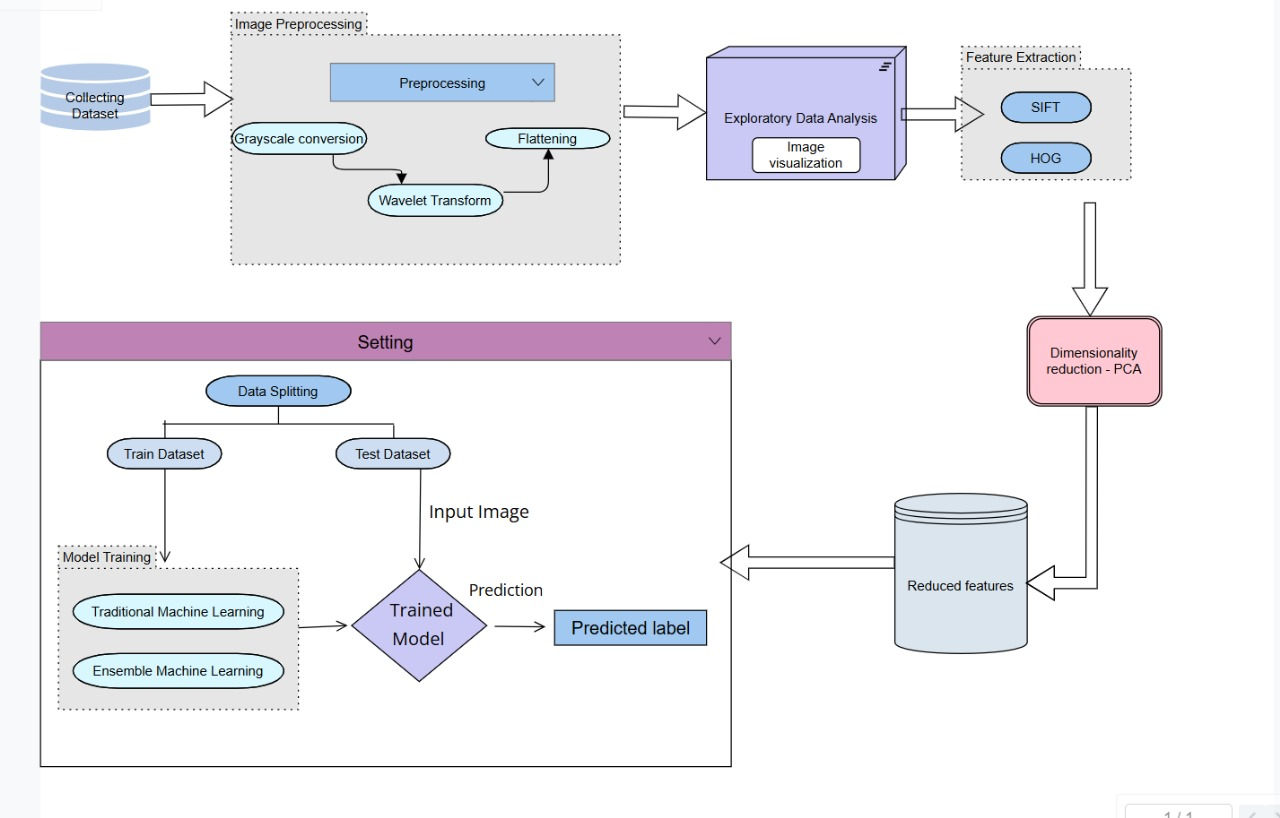 Image Preprocessing
Collecting
Dataset
Preprocessing
Grayscale conversion
Flattening
Wavelet Transform
Exploratory Data Analysis
Image
visualization
Feature Extraction
SIFT
HOG
Dimensionality
reduction - PCA
Reduced features
Setting
Data Splitting
Train Dataset
Test Dataset
Input Image
Model Training
Traditional Machine Learning
Ensemble Machine Learning
Trained
Model
Prediction
Predicted label
1 / 1